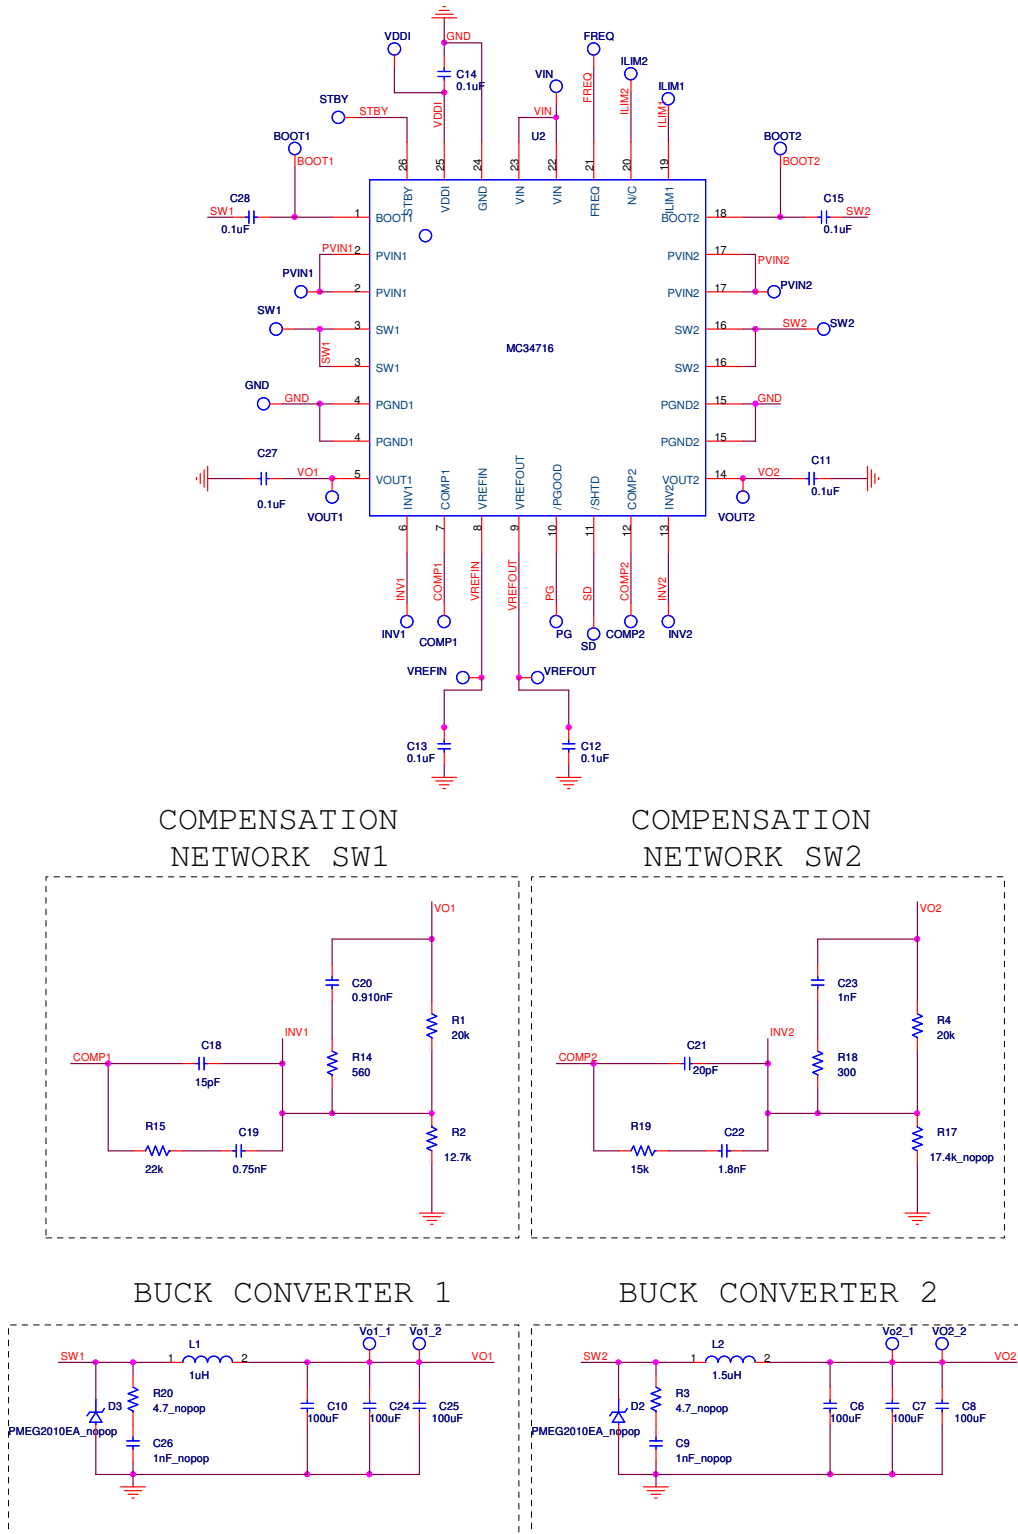 GND
VDDI
FREQ
C14
0.1uF
ILIM2
VIN
ILIM1
STBY
STBY
VDDI
VIN
FREQ
ILIM2
ILIM1
U2
BOOT1
BOOT1
BOOT2
BOOT2
26
25
24
23
22
21
20
19
STBY
VDDI
GND
VIN
VIN
FREQ
N/C
ILIM1
C28
SW1
0.1uF
1
BOOT1
BOOT2
18
C15
SW2
0.1uF
PVIN1
2
PVIN1
PVIN2
17
PVIN2
PVIN1
2
PVIN1
PVIN2
17
PVIN2
SW1
3
SW1
SW2
16
SW2
SW2
SW1
3
SW1
SW2
16
MC34716
GND
GND
4
PGND1
PGND2
15
GND
4
PGND1
PGND2
15
C27
VO1
0.1uF
5
VOUT1
VOUT2
14
VO2
C11
0.1uF
VOUT1
VOUT2
INV1
COMP1
VREFIN
VREFOUT
/PGOOD
/SHTD
COMP2
INV2
6
7
8
9
10
11
12
13
INV1
COMP1
VREFIN
VREFOUT
PG
SD
COMP2
INV2
INV1
COMP1
PG
SD
COMP2
INV2
VREFIN
VREFOUT
C13
0.1uF
C12
0.1uF
COMPENSATION
NETWORK SW1
COMPENSATION
NETWORK SW2
VO1
C20
0.910nF
R1
20k
INV1
COMP1
C18
15pF
R14
560
R15
22k
C19
0.75nF
R2
12.7k
VO2
C23
1nF
R4
20k
INV2
COMP2
C21
20pF
R18
300
R19
15k
C22
1.8nF
R17
17.4k_nopop
BUCK CONVERTER 1
BUCK CONVERTER 2
Vo1_1
Vo1_2
SW1
L1
1
2
1uH
VO1
D3
PMEG2010EA_nopop
R20
4.7_nopop
C26
1nF_nopop
C10
100uF
C24
100uF
C25
100uF
Vo2_1
VO2_2
SW2
L2
1
2
1.5uH
VO2
D2
PMEG2010EA_nopop
R3
4.7_nopop
C9
1nF_nopop
C6
100uF
C7
100uF
C8
100uF